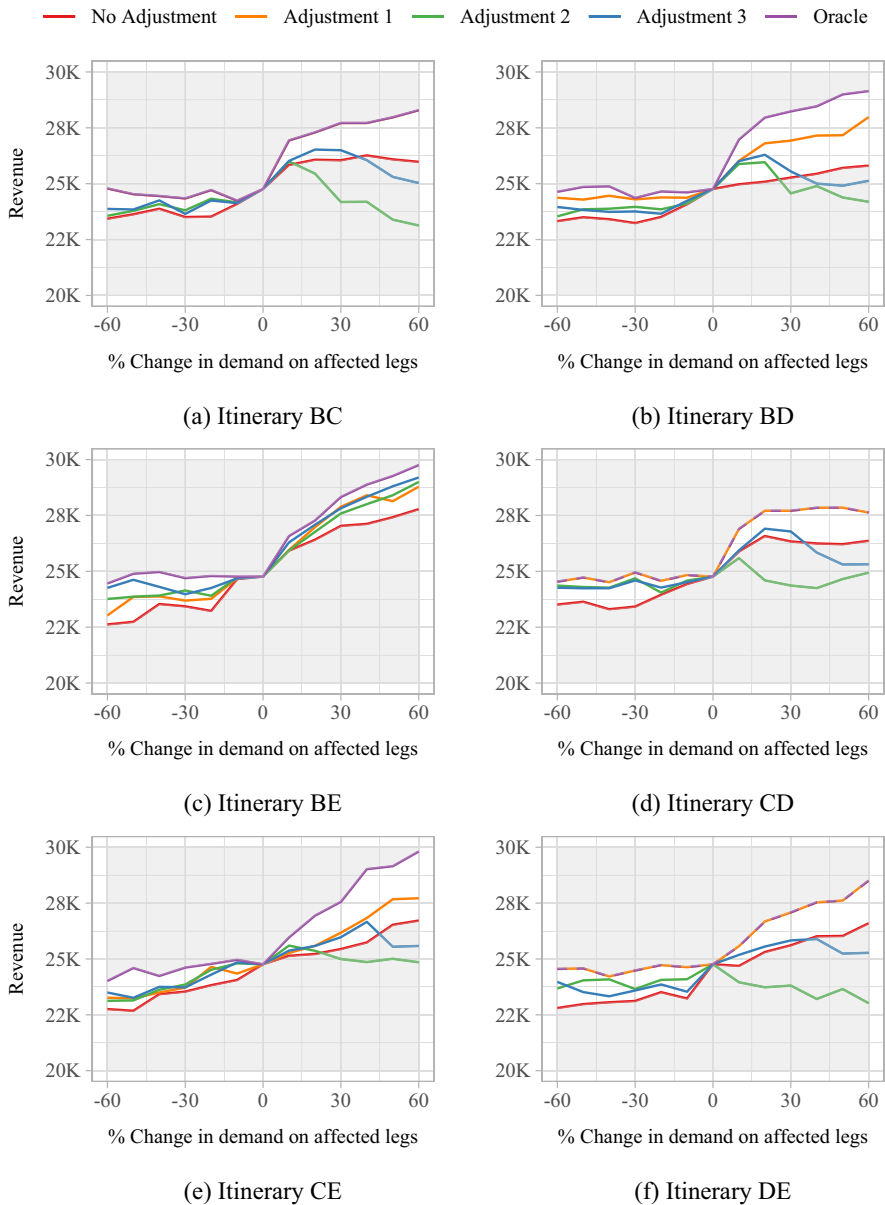 No Adjustment Adjustment 1 Adjustment 2 Adjustment 3 Oracle
30K
28K
25K
22K
20K
Revenue
-60 -30 0 30 60
% Change in demand on affected legs
(a) Itinerary BC
30K
28K
25K
22K
20K
-60 -30 0 30 60
% Change in demand on affected legs
(b) Itinerary BD
30K
28K
25K
22K
20K
Revenue
-60 -30 0 30 60
% Change in demand on affected legs
(c) Itinerary BE
30K
28K
25K
22K
20K
-60 -30 0 30 60
% Change in demand on affected legs
(d) Itinerary CD
30K
28K
25K
22K
20K
Revenue
-60 -30 0 30 60
% Change in demand on affected legs
(e) Itinerary CE
30K
28K
25K
22K
20K
-60 -30 0 30 60
% Change in demand on affected legs
(f) Itinerary DE